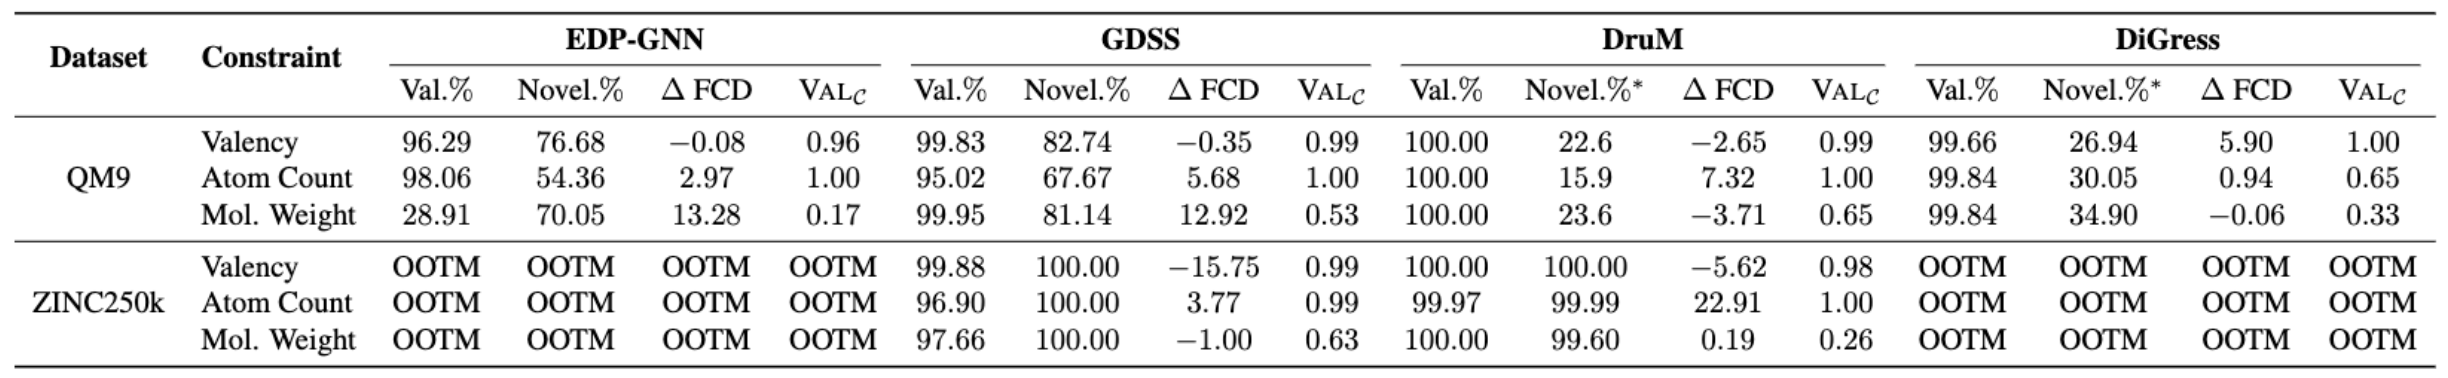 Dataset Constraint EDP-GNN GDSS DruM DiGress
Val.% Novel.% Δ FCD VAL_C Val.% Novel.% Δ FCD VAL_C Val.% Novel.%* Δ FCD VAL_C Val.% Novel.%* Δ FCD VAL_C
QM9 Valency 96.29 76.68 −0.08 0.96 99.83 82.74 −0.35 0.99 100.00 22.6 −2.65 0.99 99.66 26.94 5.90 1.00
Atom Count 98.06 54.36 2.97 1.00 95.02 67.67 5.68 1.00 100.00 15.9 7.32 1.00 99.84 30.05 0.94 0.65
Mol. Weight 28.91 70.05 13.28 0.17 99.95 81.14 12.92 0.53 100.00 23.6 −3.71 0.65 99.84 34.90 −0.06 0.33
ZINC250k Valency OOTM OOTM OOTM OOTM 99.88 100.00 −15.75 0.99 100.00 100.00 −5.62 0.98 OOTM OOTM OOTM OOTM
Atom Count OOTM OOTM OOTM OOTM 96.90 100.00 3.77 0.99 99.97 99.99 22.91 1.00 OOTM OOTM OOTM OOTM
Mol. Weight OOTM OOTM OOTM OOTM 97.66 100.00 −1.00 0.63 100.00 99.60 0.19 0.26 OOTM OOTM OOTM OOTM